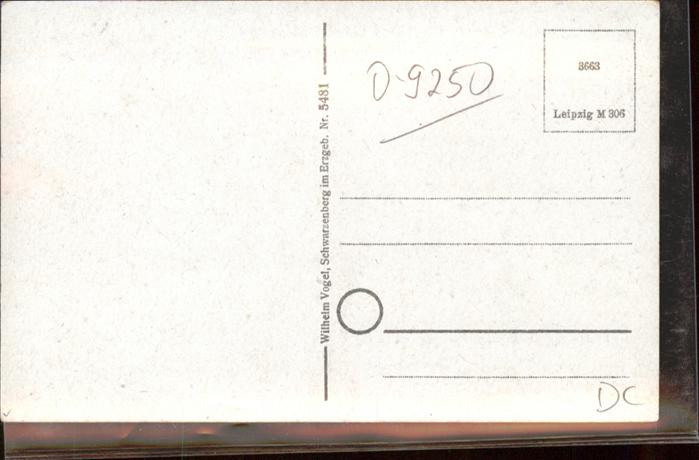 Wilhelm Vogel, Schwarzenberg im Erzgeb. Nr. 5481
D-9250
3663
Leipzig M 306
DC